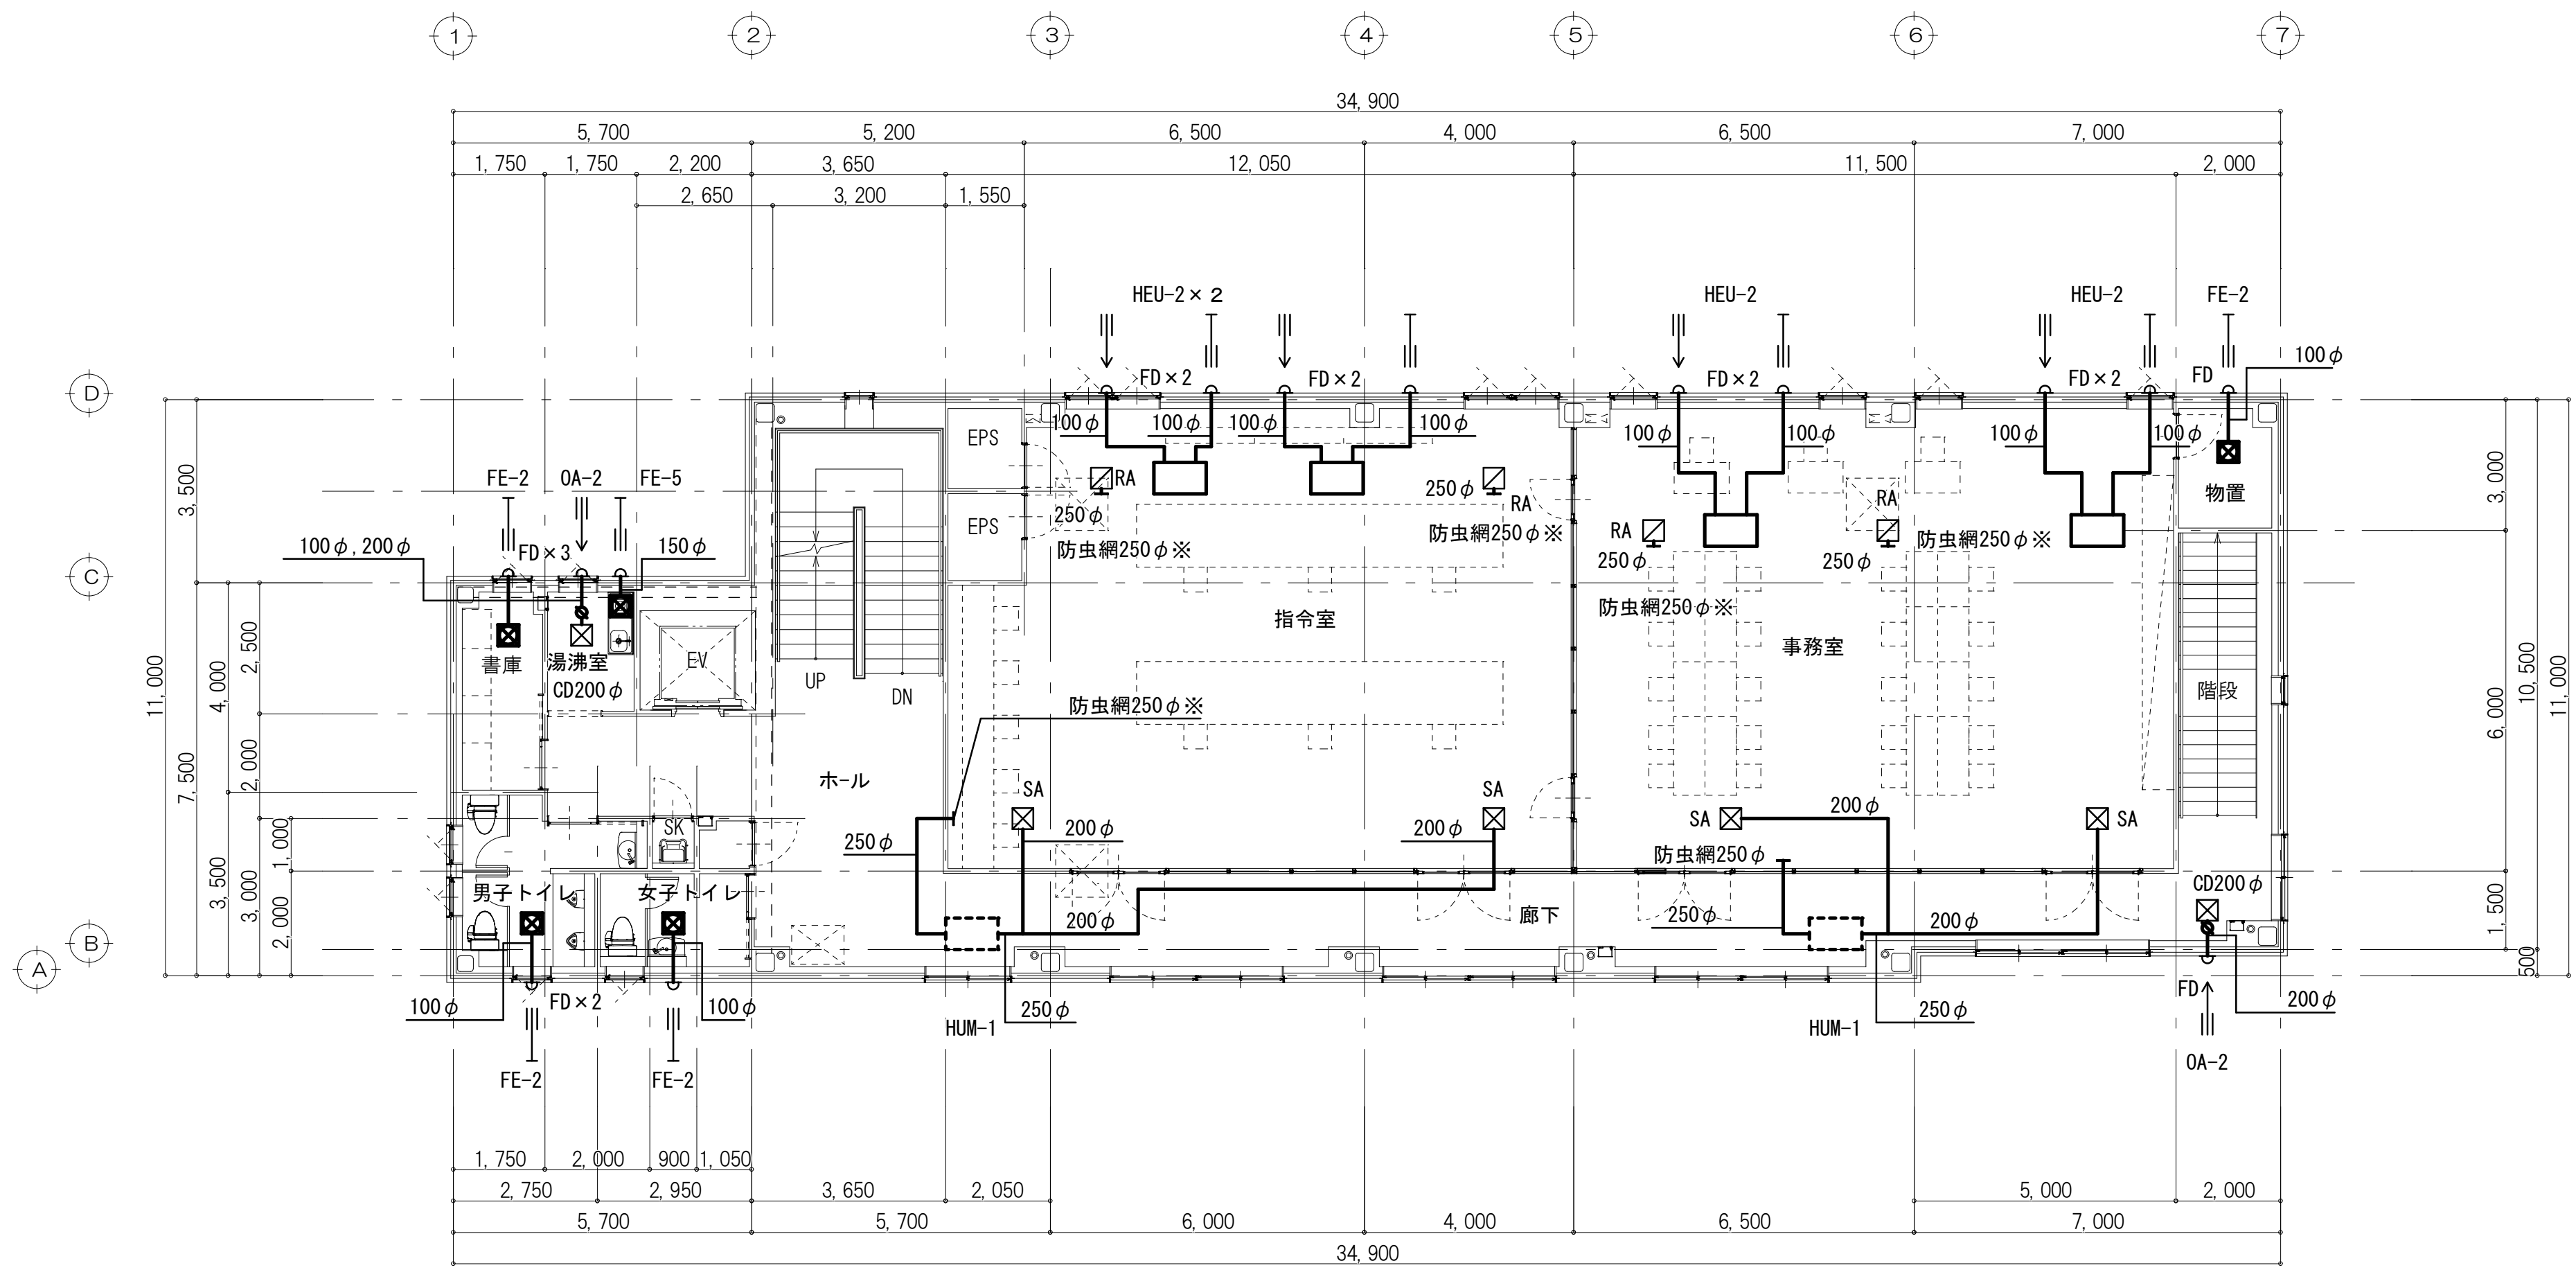 1 2 3 4 5 6 7
34,900
5,700 5,200 6,500 4,000 6,500 7,000
1,750 1,750 2,200 3,650 12,050 11,500 2,000
2,650 3,200 1,550
HEU-2×2 HEU-2 HEU-2 FE-2
100φ
FD×2 FD×2 FD×2 FD×2 FD
D
100φ 100φ 100φ 100φ 100φ 100φ 100φ 100φ
EPS
FE-2 OA-2 FE-5
RA
250φ
RA
RA
物置
3,500
3,000
EPS
250φ
防虫網250φ※
防虫網250φ※
RA
250φ
250φ
防虫網250φ※
100φ,200φ
FD×3
150φ
C
防虫網250φ※
指令室
事務室
書庫
湯沸室
CD200φ
EV
UP
DN
階段
11,000
4,000
2,500
6,000
10,500
11,000
防虫網250φ※
7,500
2,000
ホール
SA
SA
SA
200φ
SA
SK
250φ
200φ
200φ
防虫網250φ
3,500
3,000
1,000
2,000
男子トイレ
女子トイレ
CD200φ
廊下
200φ
250φ
200φ
1,500
500
B
A
FD×2
100φ
100φ
250φ
HUM-1
HUM-1
250φ
FD
200φ
OA-2
FE-2
FE-2
1,750 2,000 900 1,050
2,750 2,950 3,650 2,050 5,000 2,000
5,700 5,700 6,000 4,000 6,500 7,000
34,900